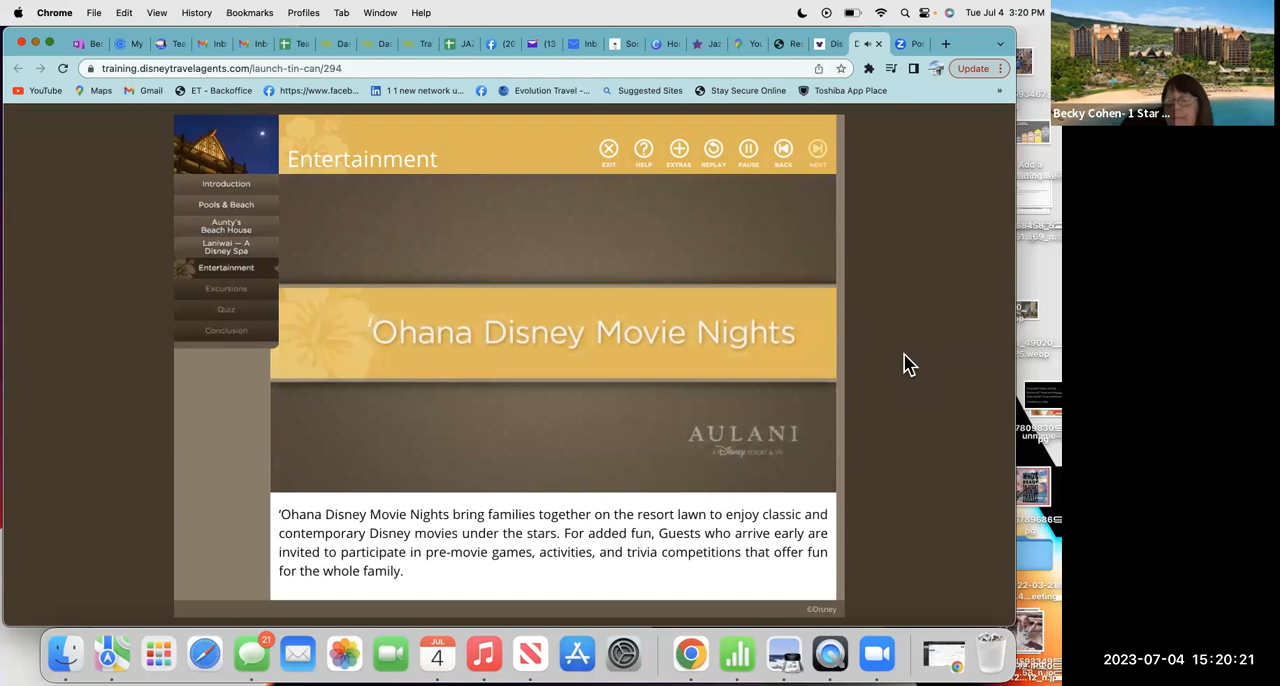 Chrome File Edit View History Bookmarks Profiles Tab Window Help Tue Jul 4 3:20 PM
training.disneytravelagents.com/launch-tin-can/294 Update
YouTube Maps Gmail ET - Backoffice https://www.faceb... 1 1 new network u... Evolution Travel -... Suggested Sites Stay Secure Online Toshiba App Place »
Becky Cohen- 1 Star ...
Entertainment
EXIT HELP EXTRAS REPLAY PAUSE BACK NEXT
Introduction
Pools & Beach
Aunty's
Beach House
Laniwai — A
Disney Spa
Entertainment
Excursions
Quiz
Conclusion
'Ohana Disney Movie Nights
AULANI
A Disney RESORT & SPA
'Ohana Disney Movie Nights bring families together on the resort lawn to enjoy classic and
contemporary Disney movies under the stars. For added fun, Guests who arrive early are
invited to participate in pre-movie games, activities, and trivia competitions that offer fun
for the whole family.
©Disney
21
JUL
4
2023-07-04 15:20:21